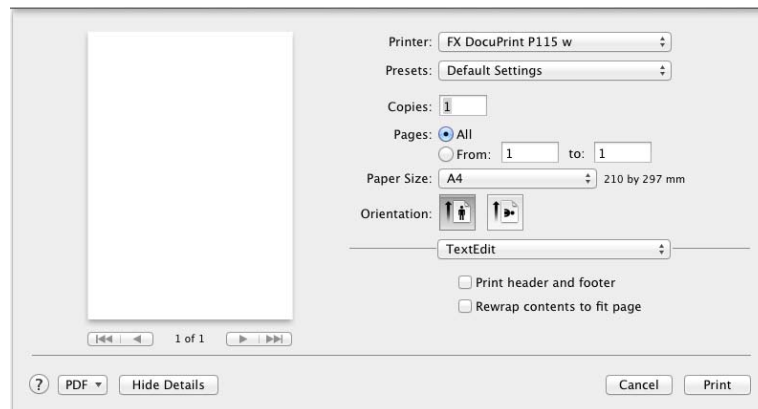 Printer: FX DocuPrint P115 w
Presets: Default Settings
Copies: 1
Pages: All
From: 1 to: 1
Paper Size: A4 210 by 297 mm
Orientation:
TextEdit
Print header and footer
Rewrap contents to fit page
1 of 1
? PDF Hide Details Cancel Print